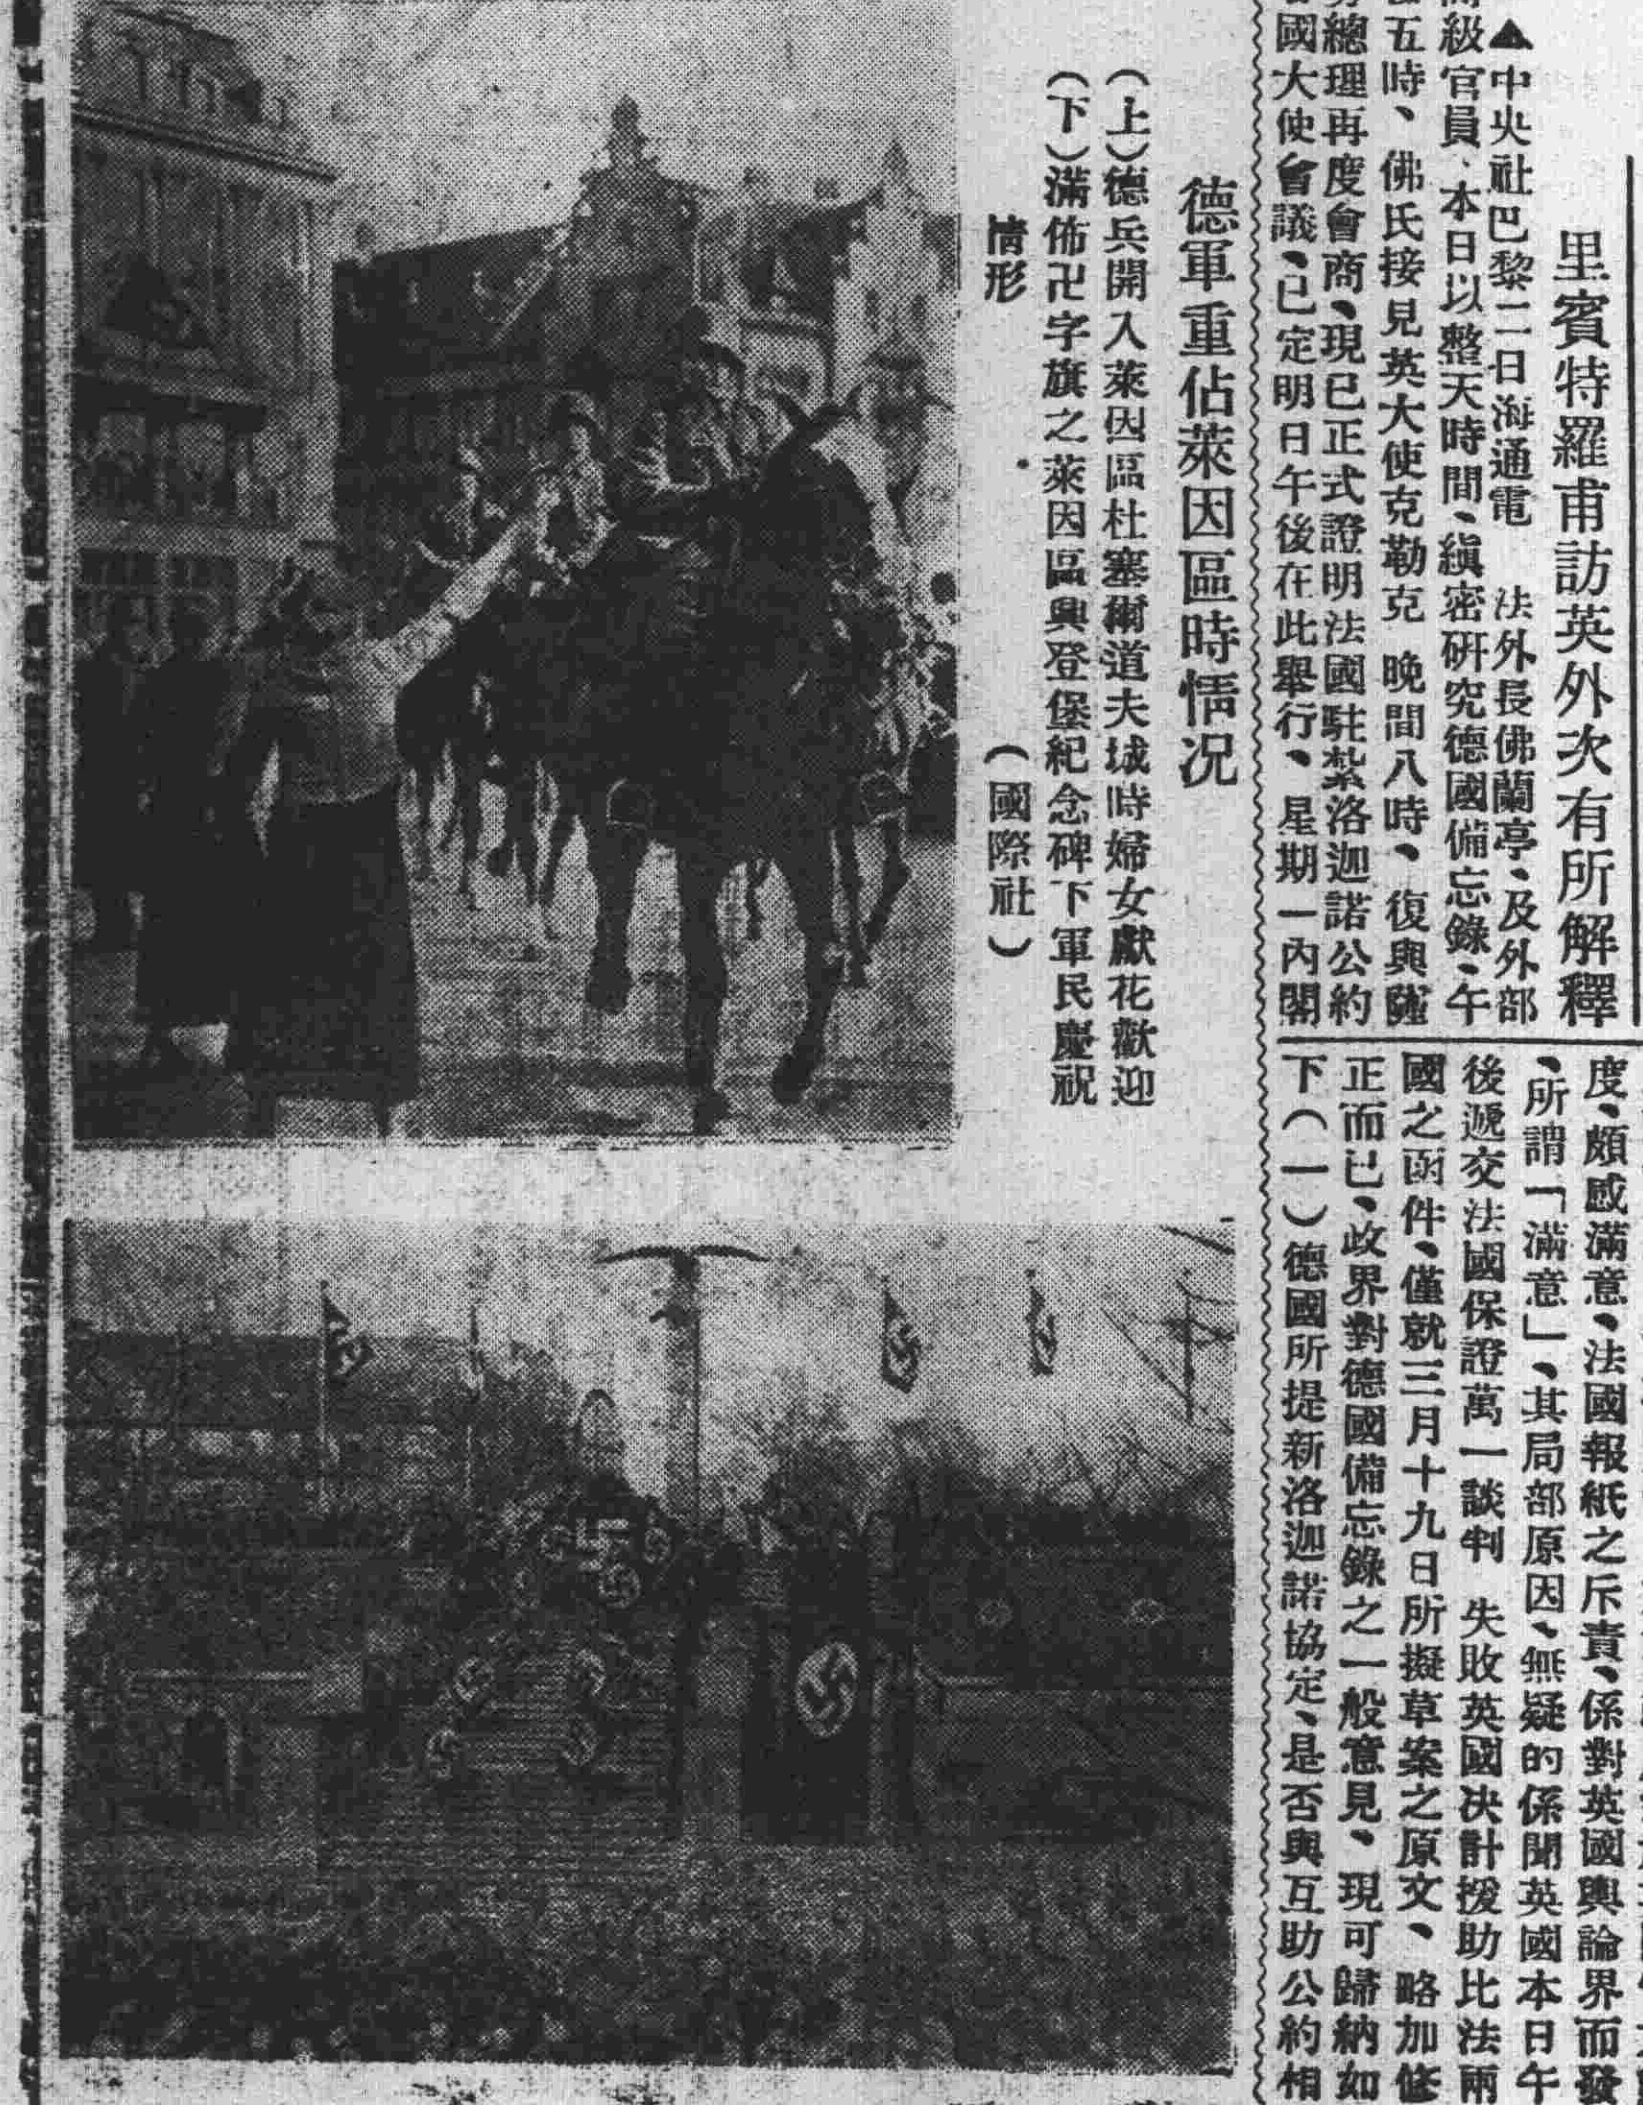 里賓特羅甫訪英外次有所解釋
▲中央社巴黎二日海通電 法外長佛蘭亭、及外部
級官員、本日以整天時間、縝密研究德國備忘錄、午
五時、佛氏接見英大使克勒克 晚間八時、復與薩
總理再度會商、現已正式證明法國駐紮洛迦諾公約
國大使會議、已定明日午後在此舉行、星期一內閣
度、頗感滿意、法國報紙之斥責、係對英國輿論界而發
、所謂「滿意」、其局部原因、無疑的係聞英國本日午
後遞交法國保證萬一談判 失敗英國決計援助比法兩
國之函件、僅就三月十九日所擬草案之原文、略加修
正而已、政界對德國備忘錄之一般意見、現可歸納如
下(一)德國所提新洛迦諾協定、是否與互助公約相
德軍重佔萊因區時情况
(上)德兵開入萊因區杜塞爾道夫城時婦女獻花歡迎
(下)滿佈卍字旗之萊因區興登堡紀念碑下軍民慶祝
情形 (國際社)